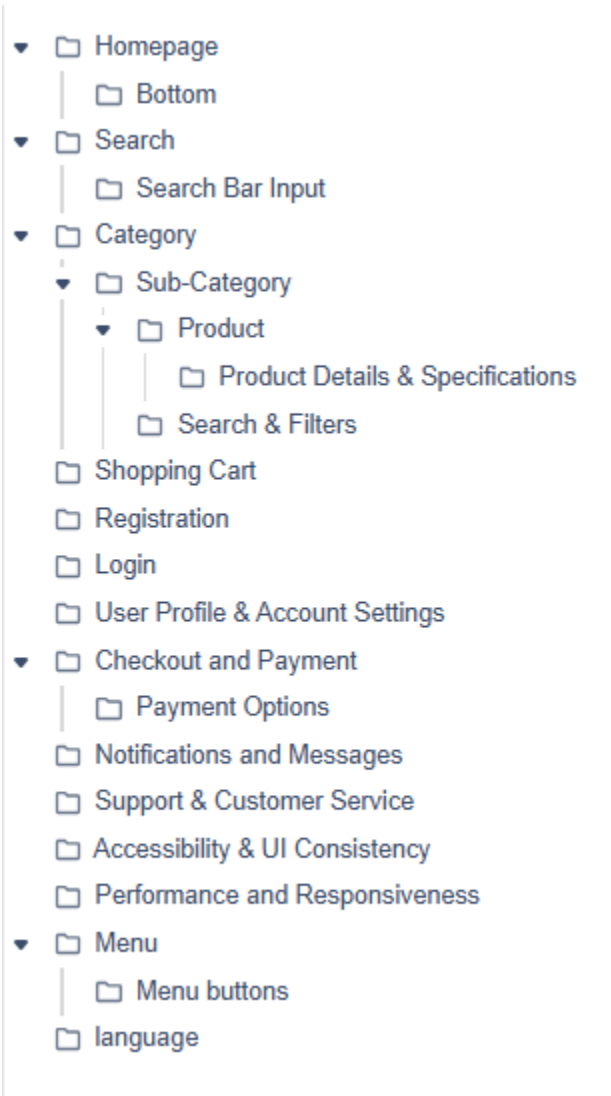 Homepage
Bottom
Search
Search Bar Input
Category
Sub-Category
Product
Product Details & Specifications
Search & Filters
Shopping Cart
Registration
Login
User Profile & Account Settings
Checkout and Payment
Payment Options
Notifications and Messages
Support & Customer Service
Accessibility & UI Consistency
Performance and Responsiveness
Menu
Menu buttons
language